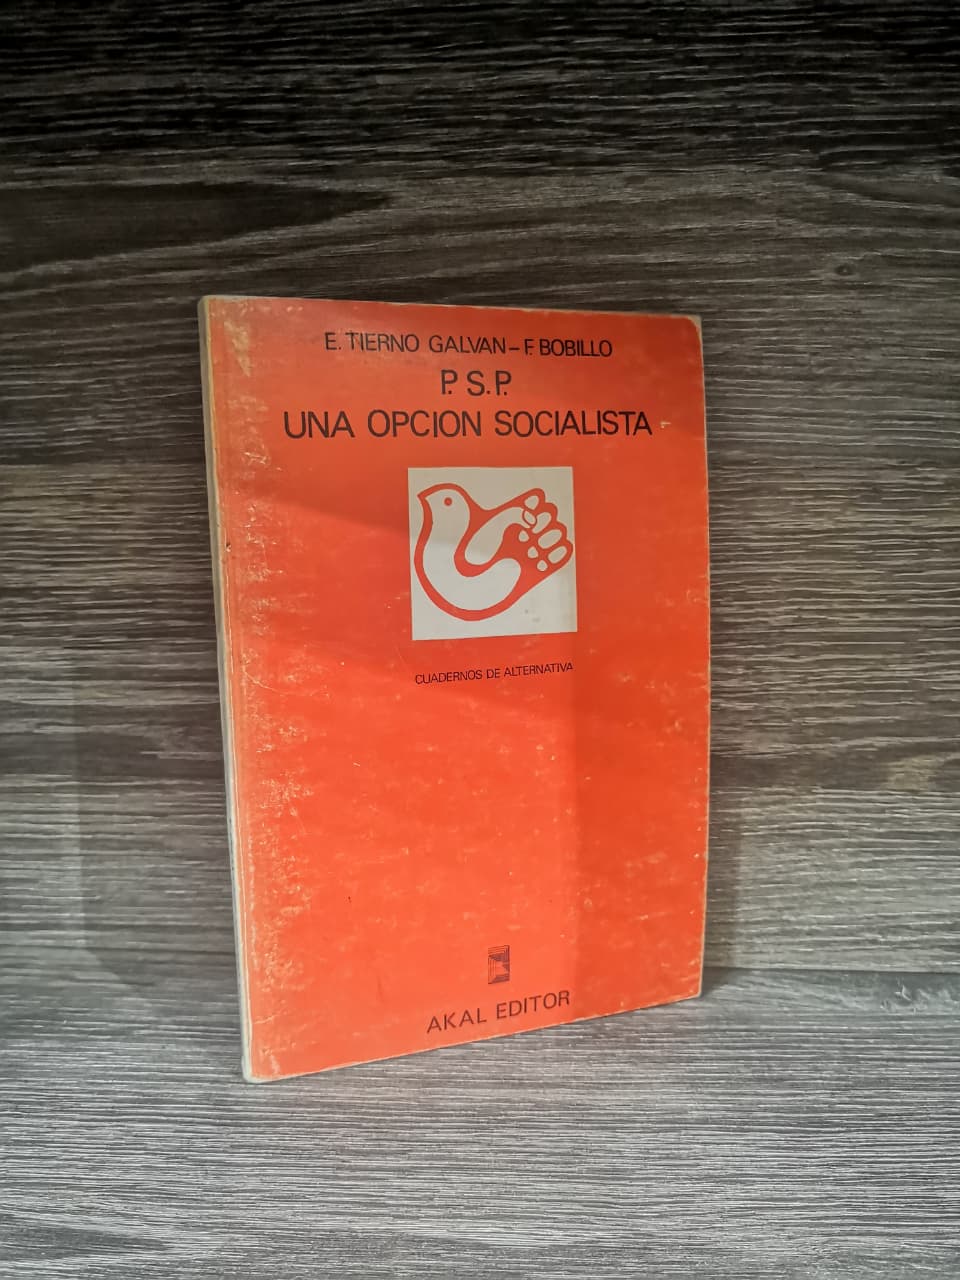 E. TIERNO GALVAN – F. BOBILLO
P.S.P.
UNA OPCION SOCIALISTA
CUADERNOS DE ALTERNATIVA
AKAL EDITOR